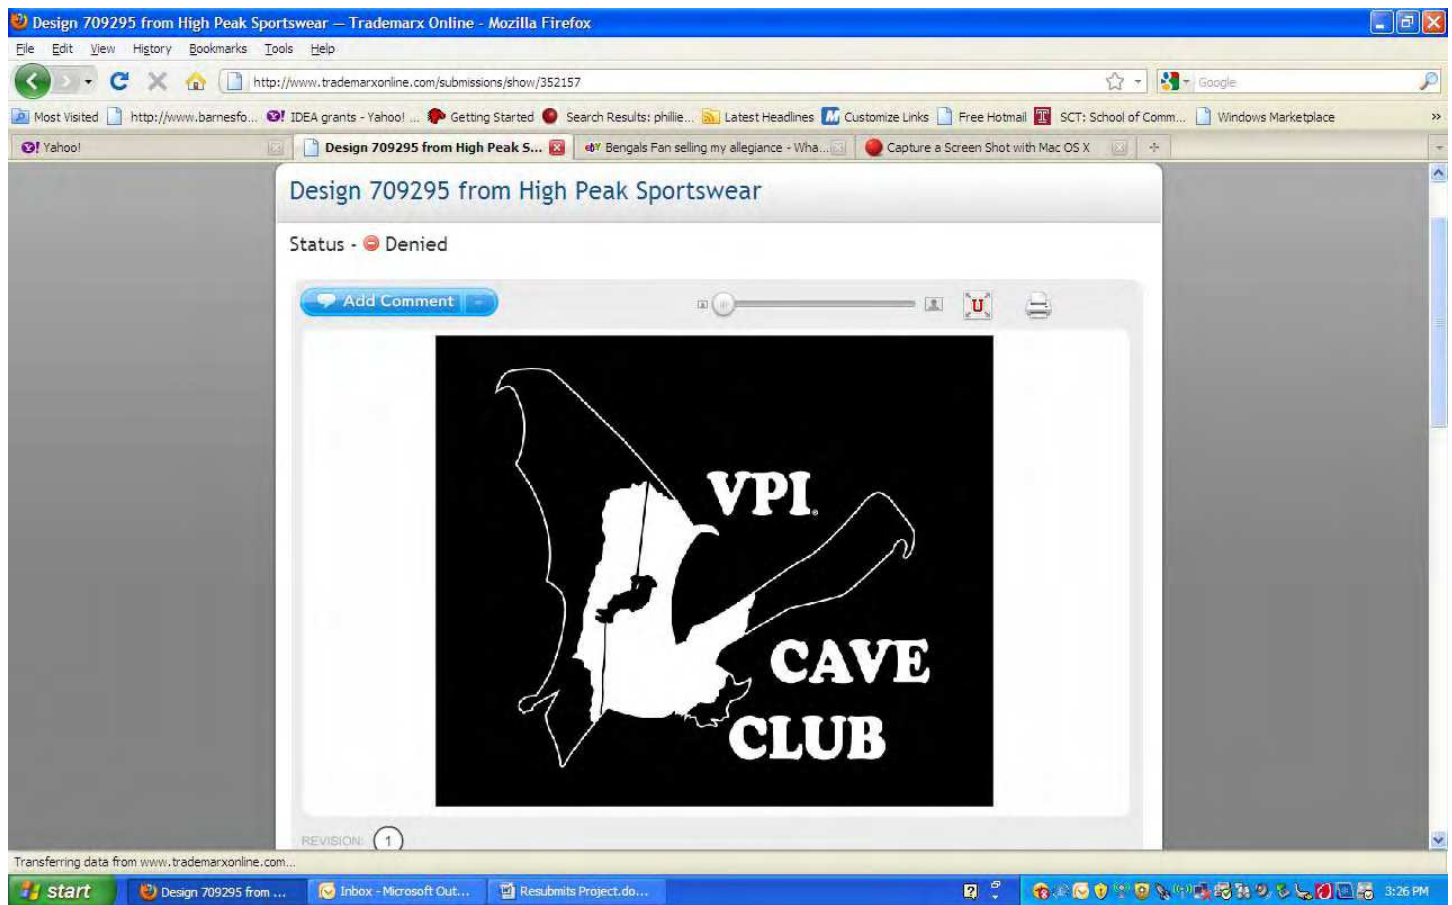 Design 709295 from High Peak Sportswear — Trademarx Online - Mozilla Firefox
File Edit View History Bookmarks Tools Help
http://www.trademarxonline.com/submissions/show/352157
Google
Most Visited http://www.barnesfo... IDEA grants - Yahoo! ... Getting Started Search Results: phillie... Latest Headlines Customize Links Free Hotmail SCT: School of Comm... Windows Marketplace
Yahoo! Design 709295 from High Peak S... Bengals Fan selling my allegiance - Wha... Capture a Screen Shot with Mac OS X
Design 709295 from High Peak Sportswear
Status - Denied
Add Comment
U
VPI®
CAVE
CLUB
REVISION: 1
Transferring data from www.trademarxonline.com...
start Design 709295 from ... Inbox - Microsoft Out... Resubmits Project.do... 3:26 PM